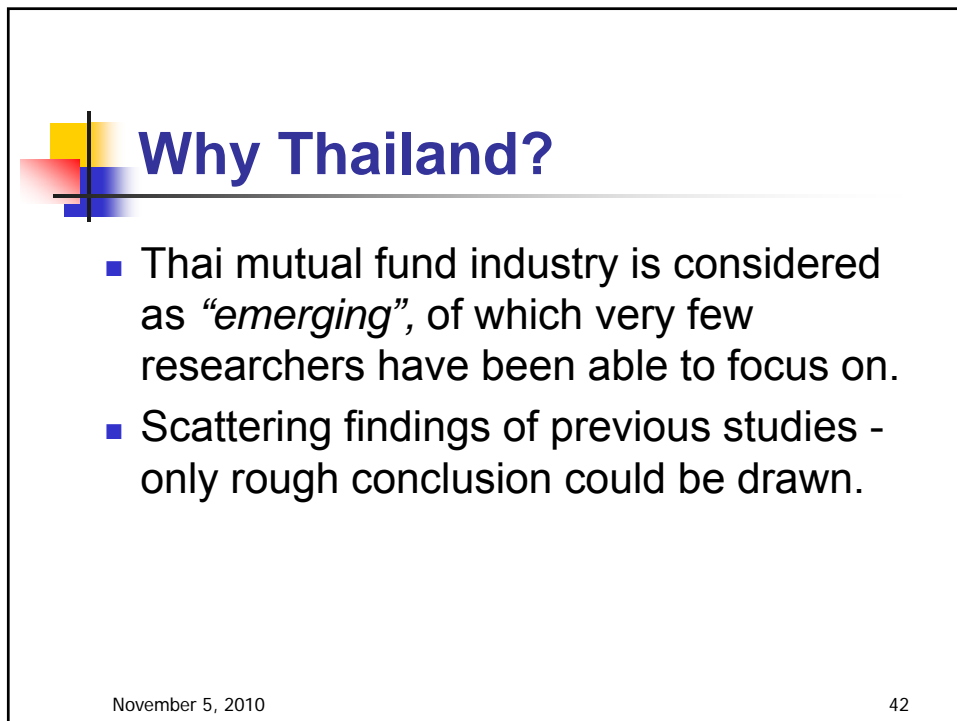 Why Thailand?
▪ Thai mutual fund industry is considered
as “emerging”, of which very few
researchers have been able to focus on.
▪ Scattering findings of previous studies -
only rough conclusion could be drawn.
November 5, 2010
42